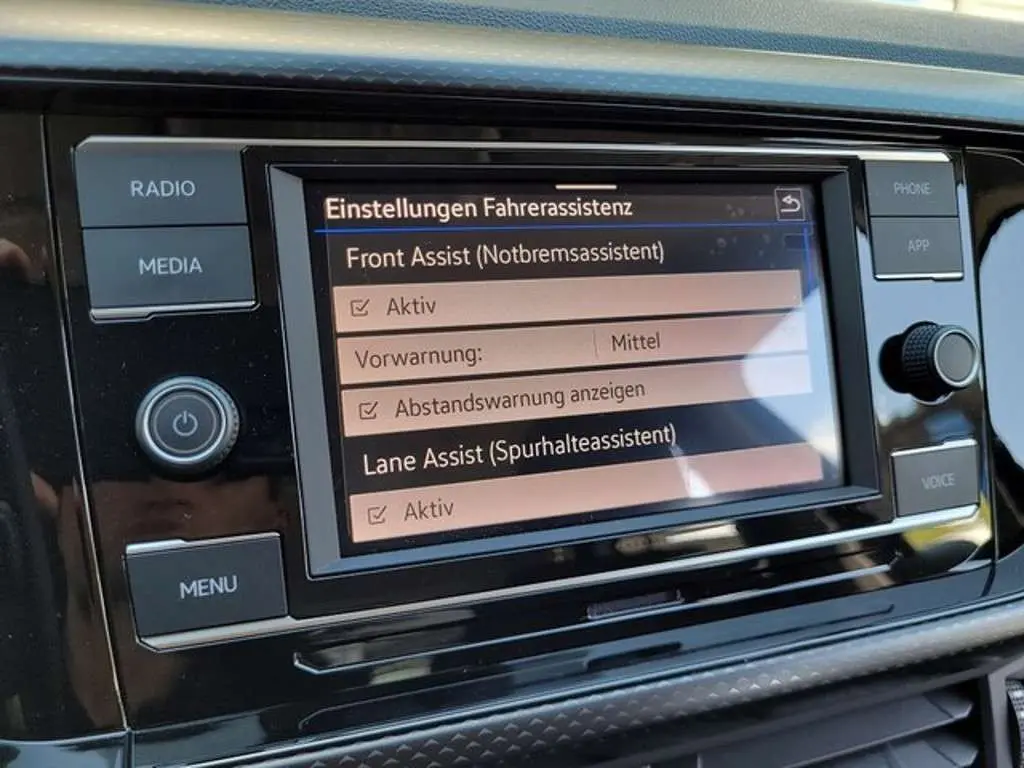 RADIO
MEDIA
MENU
Einstellungen Fahrerassistenz
Front Assist (Notbremsassistent)
Aktiv
Vorwarnung: Mittel
Abstandswarnung anzeigen
Lane Assist (Spurhalteassistent)
Aktiv
PHONE
APP
VOICE